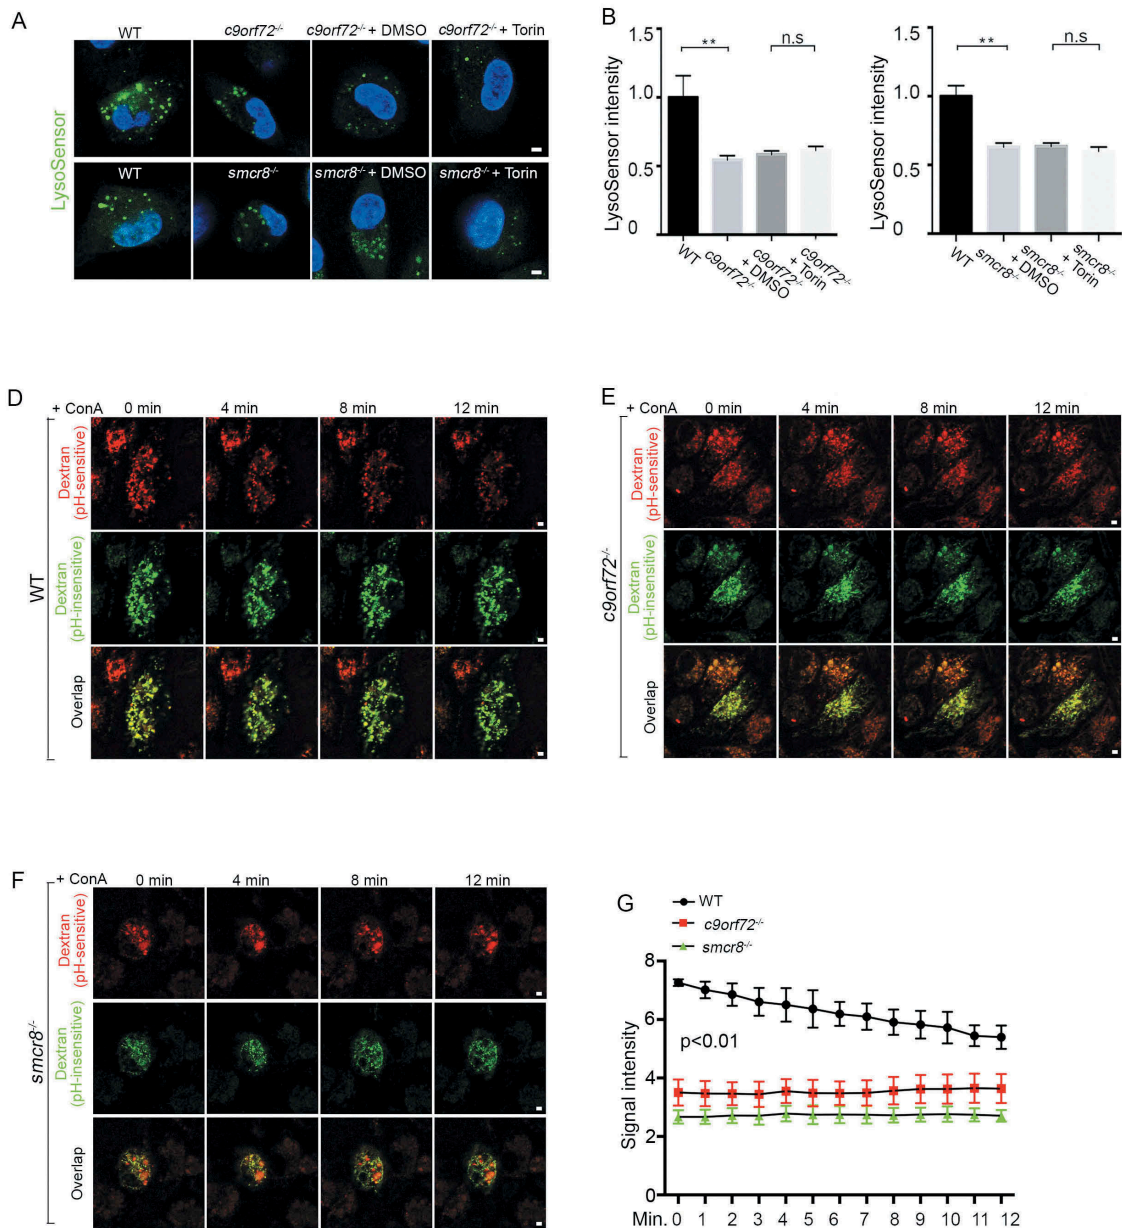 A
WT
c9orf72-/-
c9orf72-/- + DMSO
c9orf72-/- + Torin
LysoSensor
WT
smcr8-/-
smcr8-/- + DMSO
smcr8-/- + Torin
B
LysoSensor intensity
1.5
1.0
0.5
0
**
n.s
WT
c9orf72-/-
c9orf72-/-
+ DMSO
c9orf72-/-
+ Torin
LysoSensor intensity
1.5
1.0
0.5
0
**
n.s
WT
smcr8-/-
smcr8-/-
+ DMSO
smcr8-/-
+ Torin
D
+ ConA 0 min 4 min 8 min 12 min
WT
Dextran
(pH-sensitive)
Dextran
(pH-insensitive)
Overlap
E
+ ConA 0 min 4 min 8 min 12 min
c9orf72-/-
Dextran
(pH-sensitive)
Dextran
(pH-insensitive)
Overlap
F
+ ConA 0 min 4 min 8 min 12 min
smcr8-/-
Dextran
(pH-sensitive)
Dextran
(pH-insensitive)
Overlap
G
WT
c9orf72-/-
smcr8-/-
Signal intensity
8
6
4
2
0
p<0.01
Min. 0 1 2 3 4 5 6 7 8 9 10 11 12